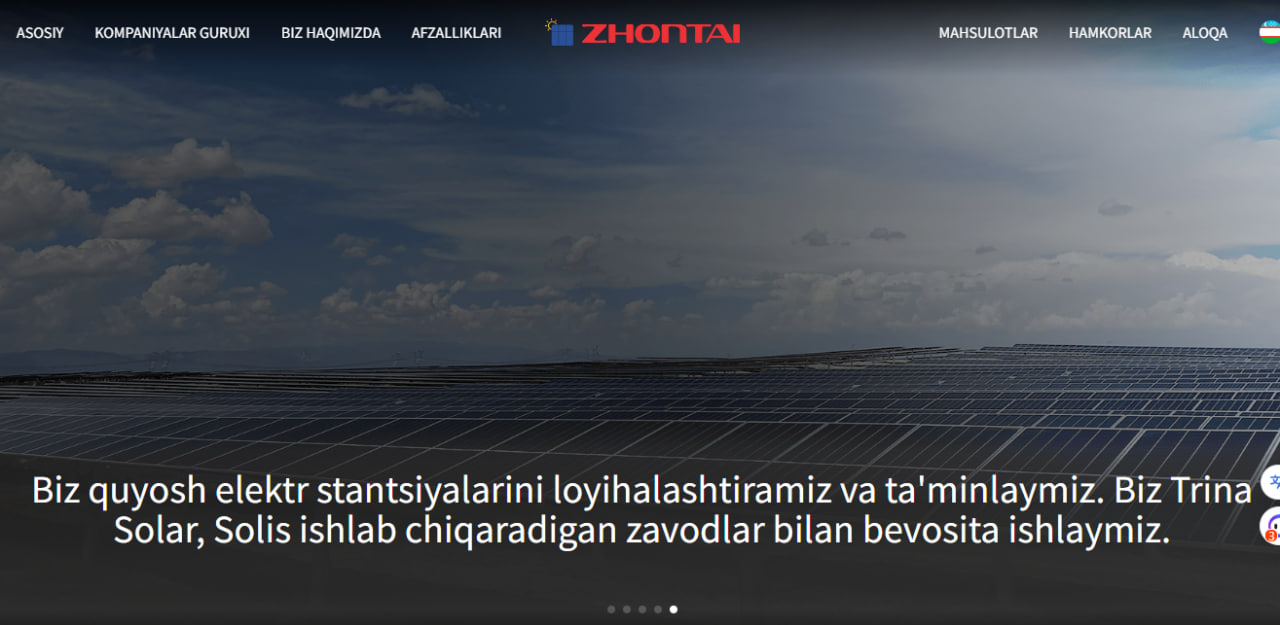 ASOSIY
KOMPANIYALAR GURUXI
BIZ HAQIMIZDA
AFZALLIKLARI
ZHONTAI
MAHSULOTLAR
HAMKORLAR
ALOQA
Biz quyosh elektr stantsiyalarini loyihalashtiramiz va ta'minlaymiz. Biz Trina
Solar, Solis ishlab chiqaradigan zavodlar bilan bevosita ishlaymiz.
3